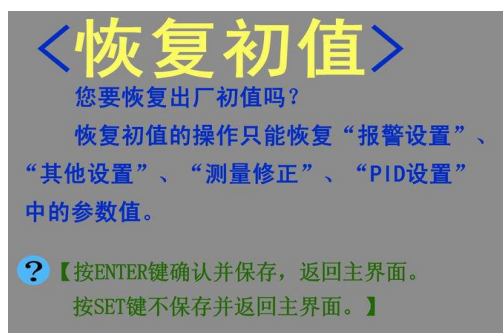 <恢复初值>
您要恢复出厂初值吗?
恢复初值的操作只能恢复“报警设置”、
“其他设置”、“测量修正”、“PID设置”
中的参数值。
? 【按ENTER键确认并保存，返回主界面。
按SET键不保存并返回主界面。】